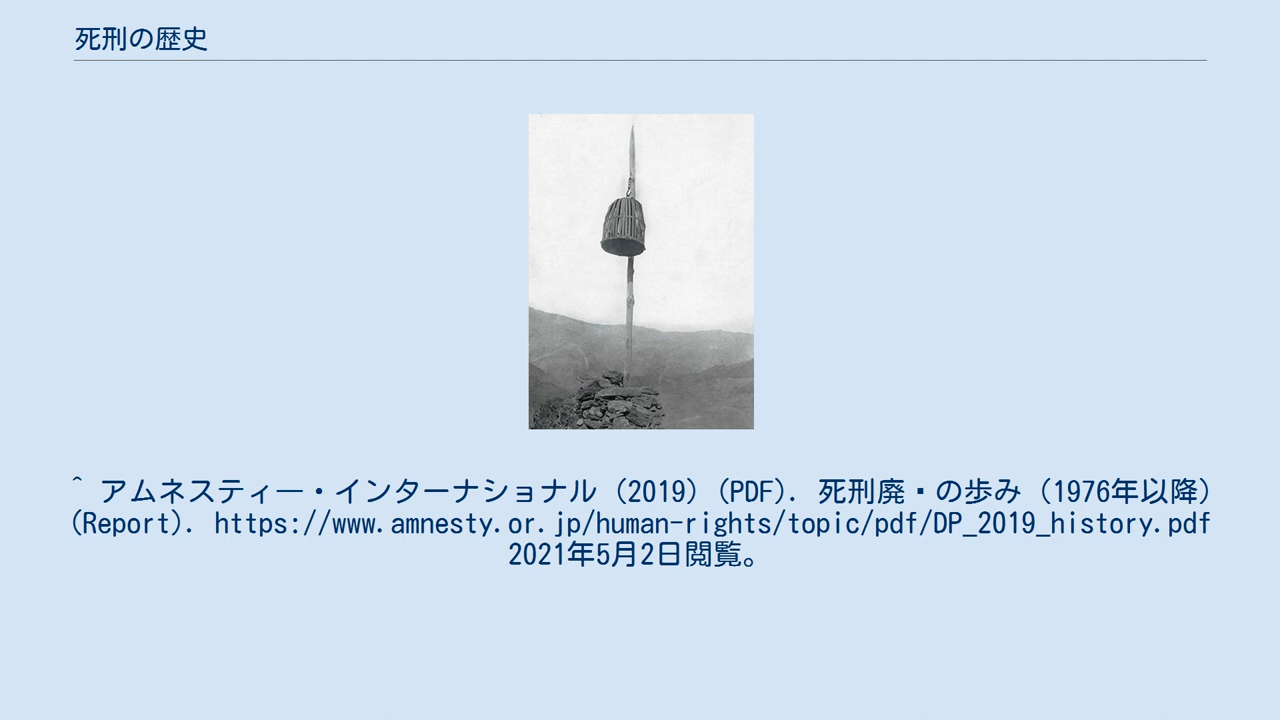 死刑の歴史
^ アムネスティ―・インターナショナル (2019) (PDF). 死刑廃▪の歩み (1976年以降)
(Report). https://www.amnesty.or.jp/human-rights/topic/pdf/DP_2019_history.pdf
2021年5月2日閲覧。